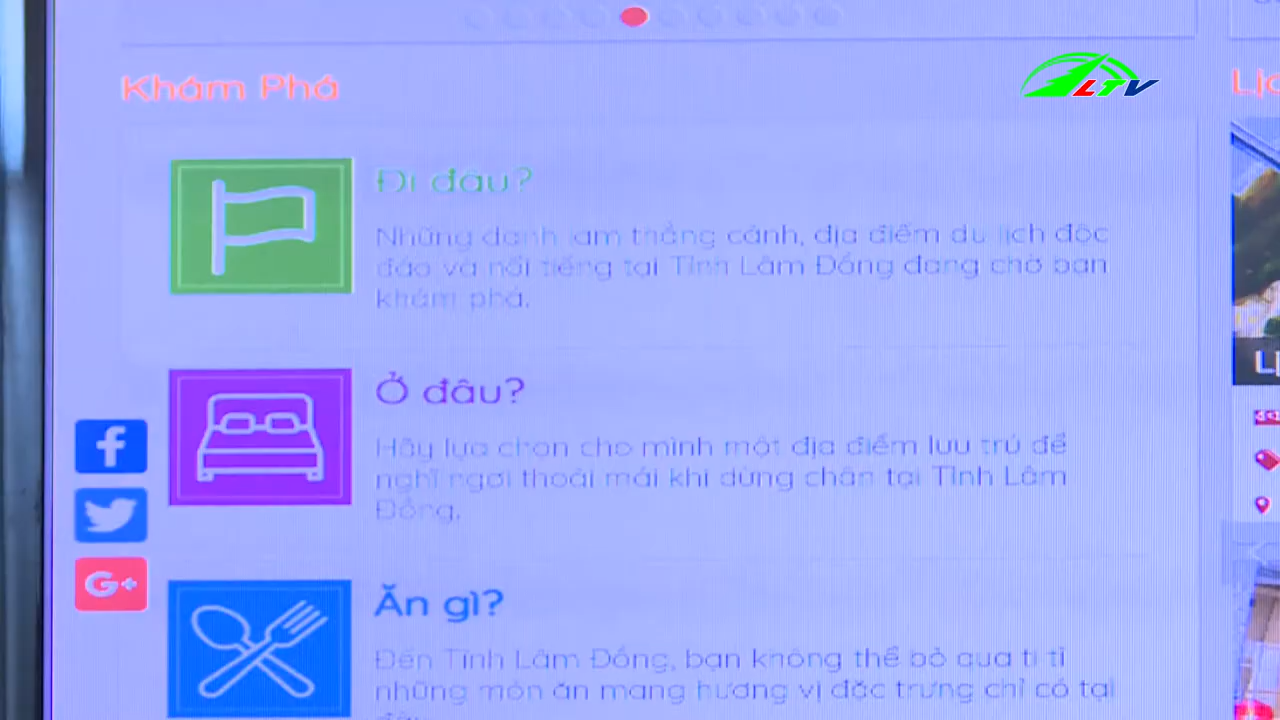 Khám Phá
LTV
Đi đâu?
Những danh lam thắng cảnh, địa điểm du lịch độc
đáo và nổi tiếng tại Tỉnh Lâm Đồng đang chờ bạn
khám phá.
Ở đâu?
Hãy lựa chọn cho mình một địa điểm lưu trú để
nghĩ ngơi thoải mái khi dừng chân tại Tỉnh Lâm
Đồng.
f
G+
Ăn gì?
Đến Tỉnh Lâm Đồng, bạn không thể bỏ qua ti tỉ
những món ăn mang hương vị đặc trưng chỉ có tại